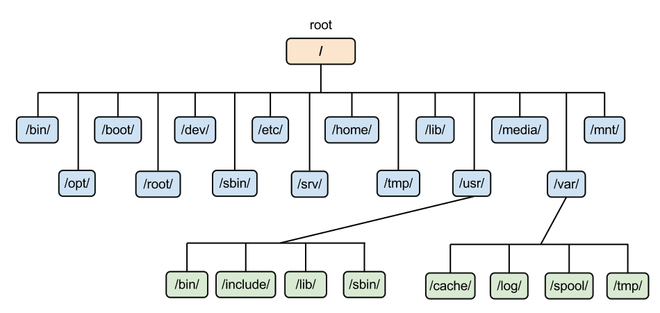 root
/
/bin/ /boot/ /dev/ /etc/ /home/ /lib/ /media/ /mnt/
/opt/ /root/ /sbin/ /srv/ /tmp/ /usr/ /var/
/bin/ /include/ /lib/ /sbin/ /cache/ /log/ /spool/ /tmp/